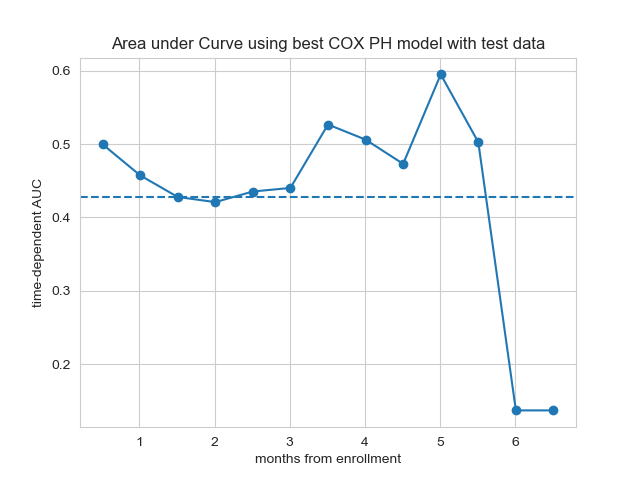 Area under Curve using best COX PH model with test data
0.6
0.5
0.4
0.3
0.2
time-dependent AUC
1 2 3 4 5 6
months from enrollment